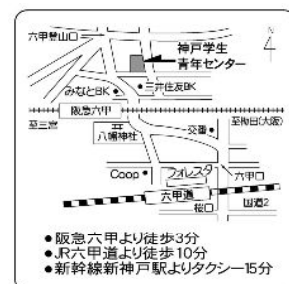 六甲登山口
N
神戸学生
青年センター
みなとBK
三井住友BK
阪急六甲
至三宮
八幡神社
交番
至梅田(大阪)
Coop
フォレスタ
六甲口
六甲道
桜口
国道2
●阪急六甲より徒歩3分
●JR六甲道より徒歩10分
●新幹線新神戸駅よりタクシー15分